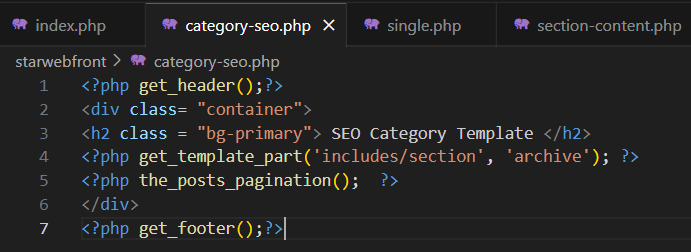 index.php category-seo.php × single.php section-content.php
starwebfront > category-seo.php
1 <?php get_header();?>
2 <div class= "container">
3 <h2 class = "bg-primary"> SEO Category Template </h2>
4 <?php get_template_part('includes/section', 'archive'); ?>
5 <?php the_posts_pagination();  ?>
6 </div>
7 <?php get_footer();?>